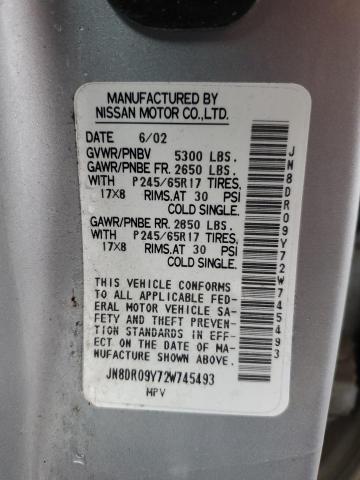 MANUFACTURED BY
NISSAN MOTOR CO.,LTD.
DATE 6/02
GVWR/PNBV 5300 LBS.
GAWR/PNBE FR. 2650 LBS.
WITH P245/65R17 TIRES,
17X8 RIMS,AT 30 PSI
COLD SINGLE.
GAWR/PNBE RR. 2850 LBS.
WITH P245/65R17 TIRES,
17X8 RIMS,AT 30 PSI
COLD SINGLE.
THIS VEHICLE CONFORMS
TO ALL APPLICABLE FED-
ERAL MOTOR VEHICLE SA-
FETY AND THEFT PREVEN-
TION STANDARDS IN EFF-
ECT ON THE DATE OF MA-
NUFACTURE SHOWN ABOVE.
JN8DR09Y72W745493
MPV
JN8DR09Y72W745493